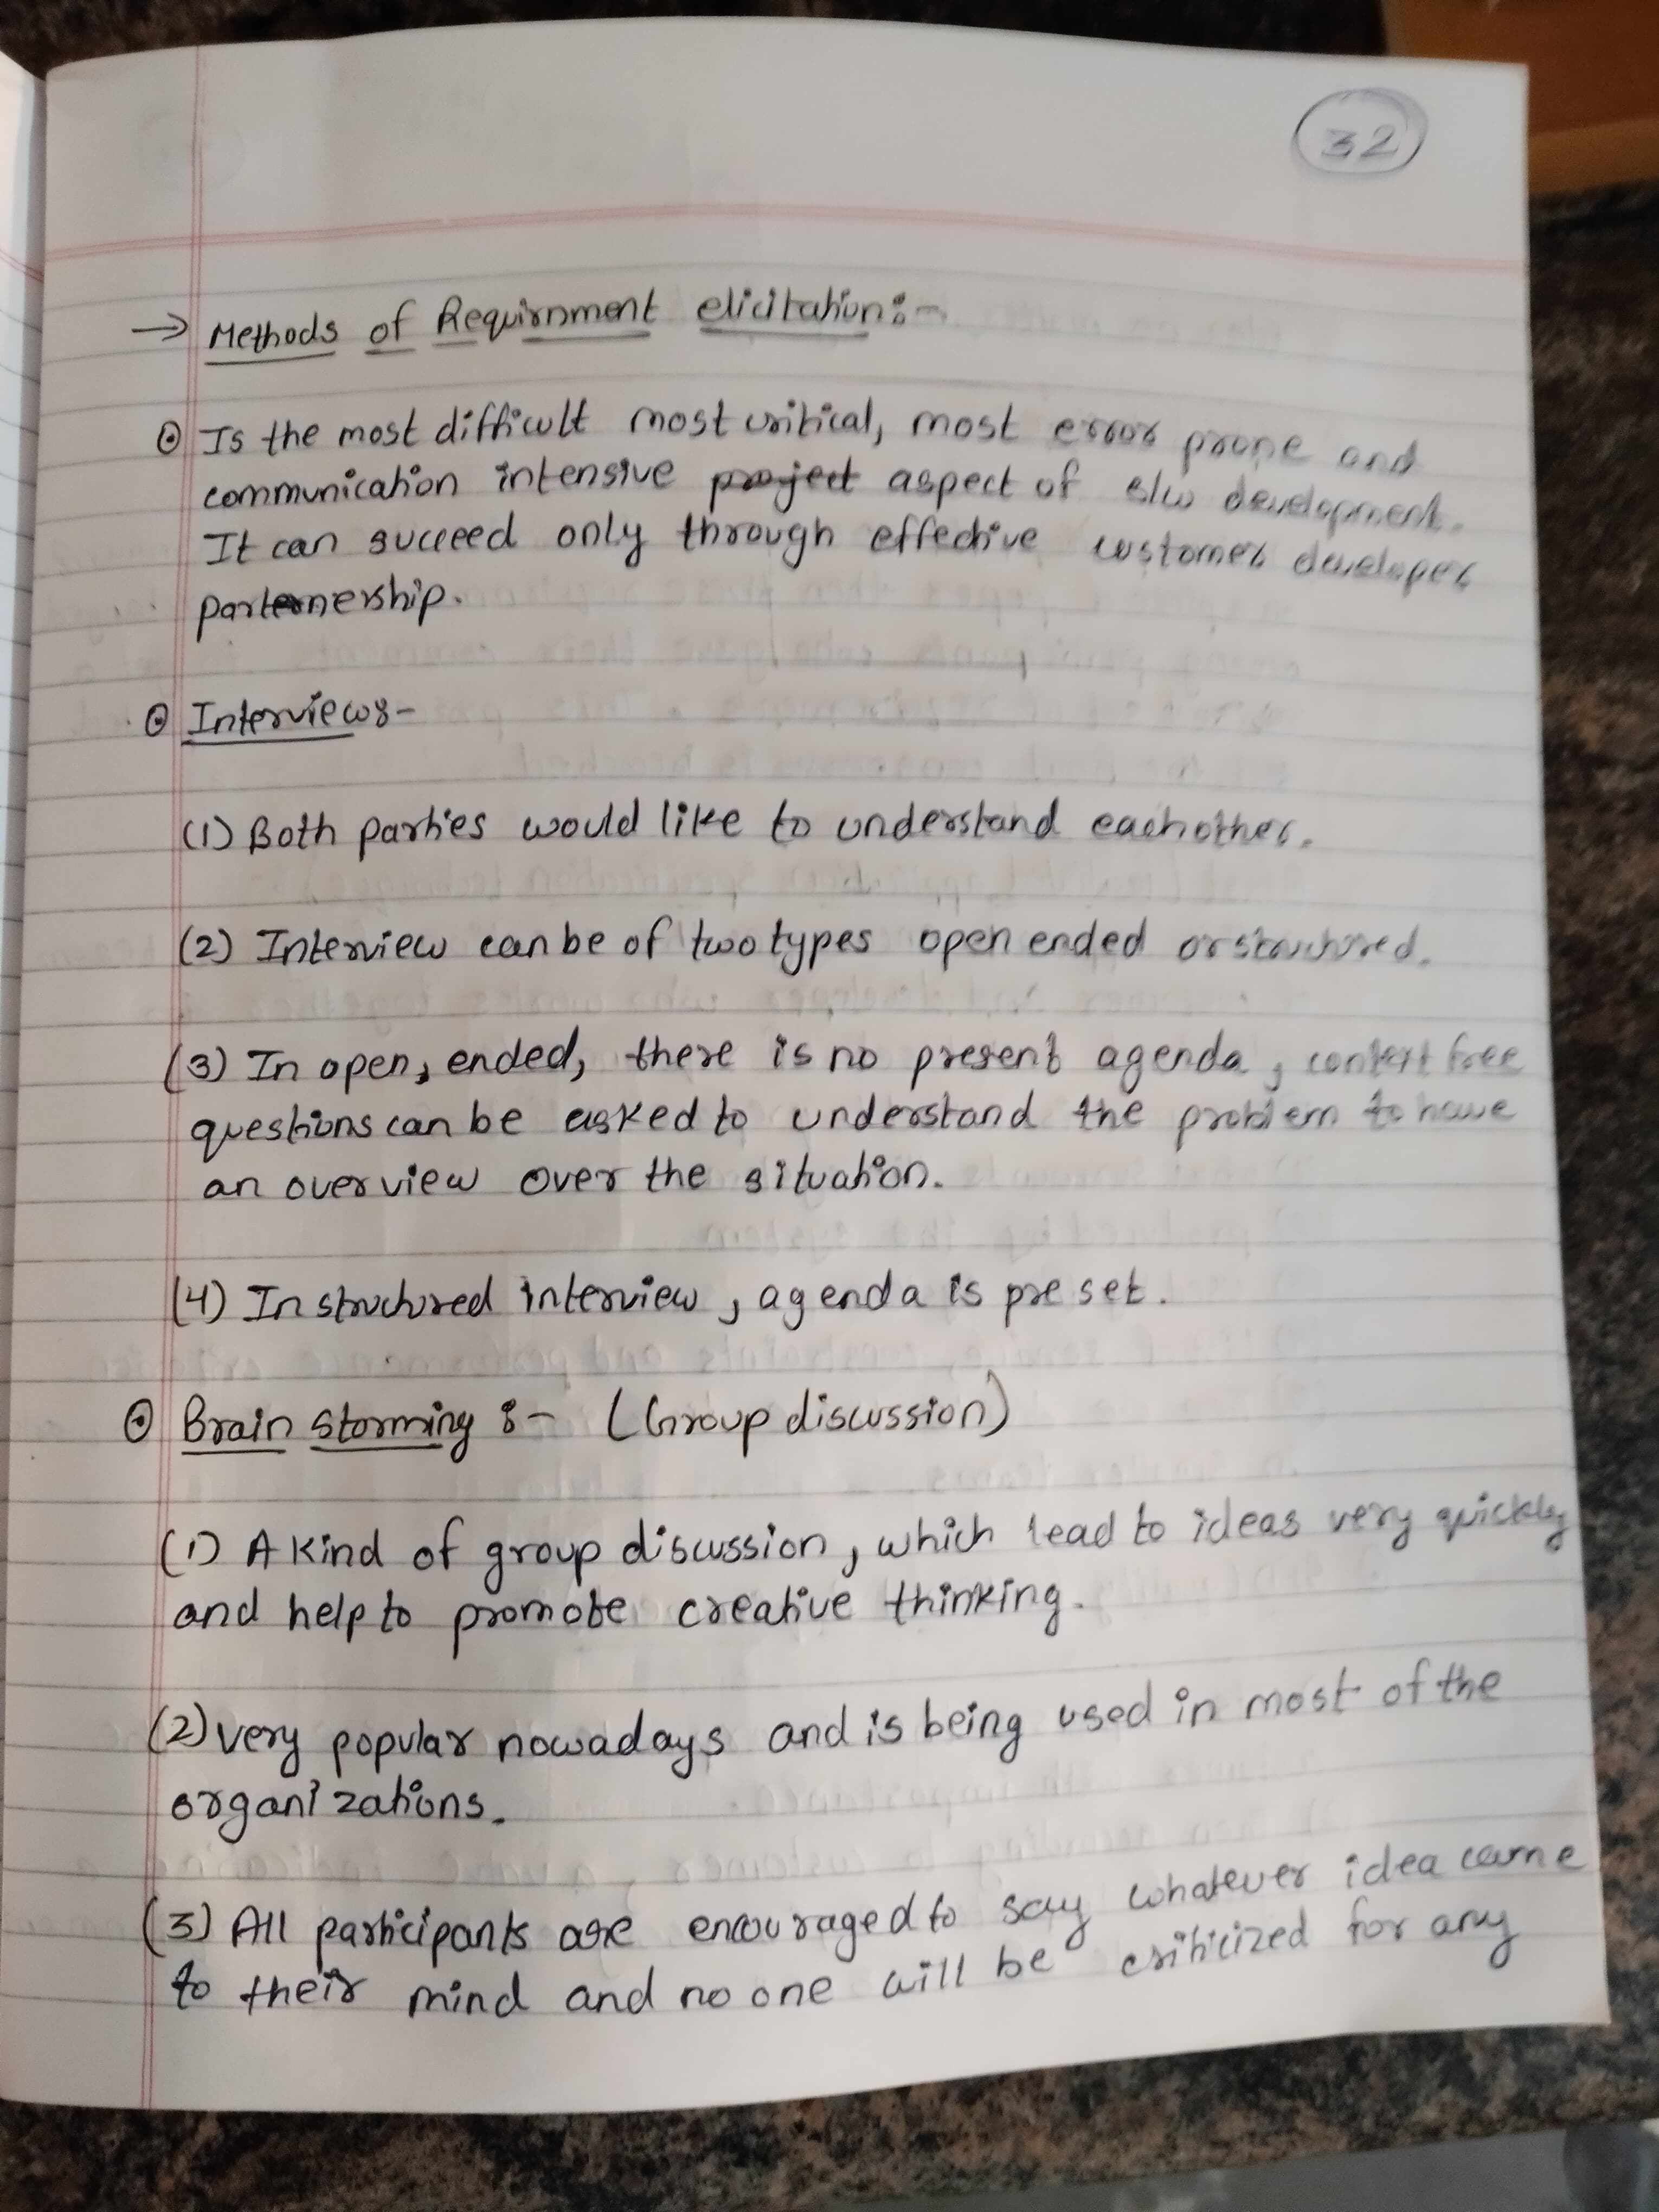 32
→ Methods of Requirnment elicitation:-
⊙ Is the most difficult most critical, most error prone and
communication intensive project aspect of s/w development.
It can succeed only through effective customer developer
parternership.
⊙ Interviews-
(1) Both parties would like to understand eachother.
(2) Interview can be of two types open ended or structured.
(3) In open, ended, there is no present agenda, context free
questions can be asked to understand the problem to have
an overview over the situation.
(4) In structured interview, agenda is pre set.
⊙ Brain storming :- (Group discussion)
(1) A kind of group discussion, which lead to ideas very quickly
and help to promote creative thinking.
(2) very popular nowadays and is being used in most of the
organizations.
(3) All participants are encouraged to say whatever idea came
to their mind and no one will be criticized for any